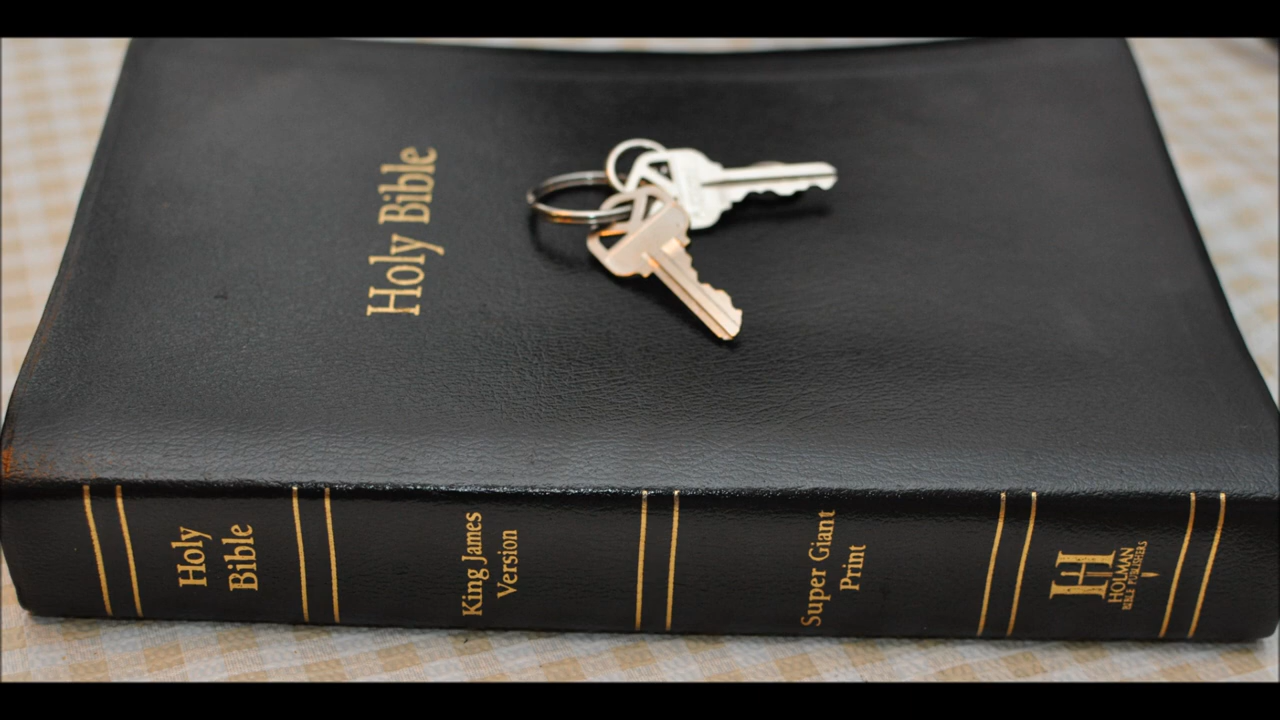 Holy Bible
Holy
Bible
King James
Version
Super Giant
Print
H
HOLMAN
BIBLE PUBLISHERS